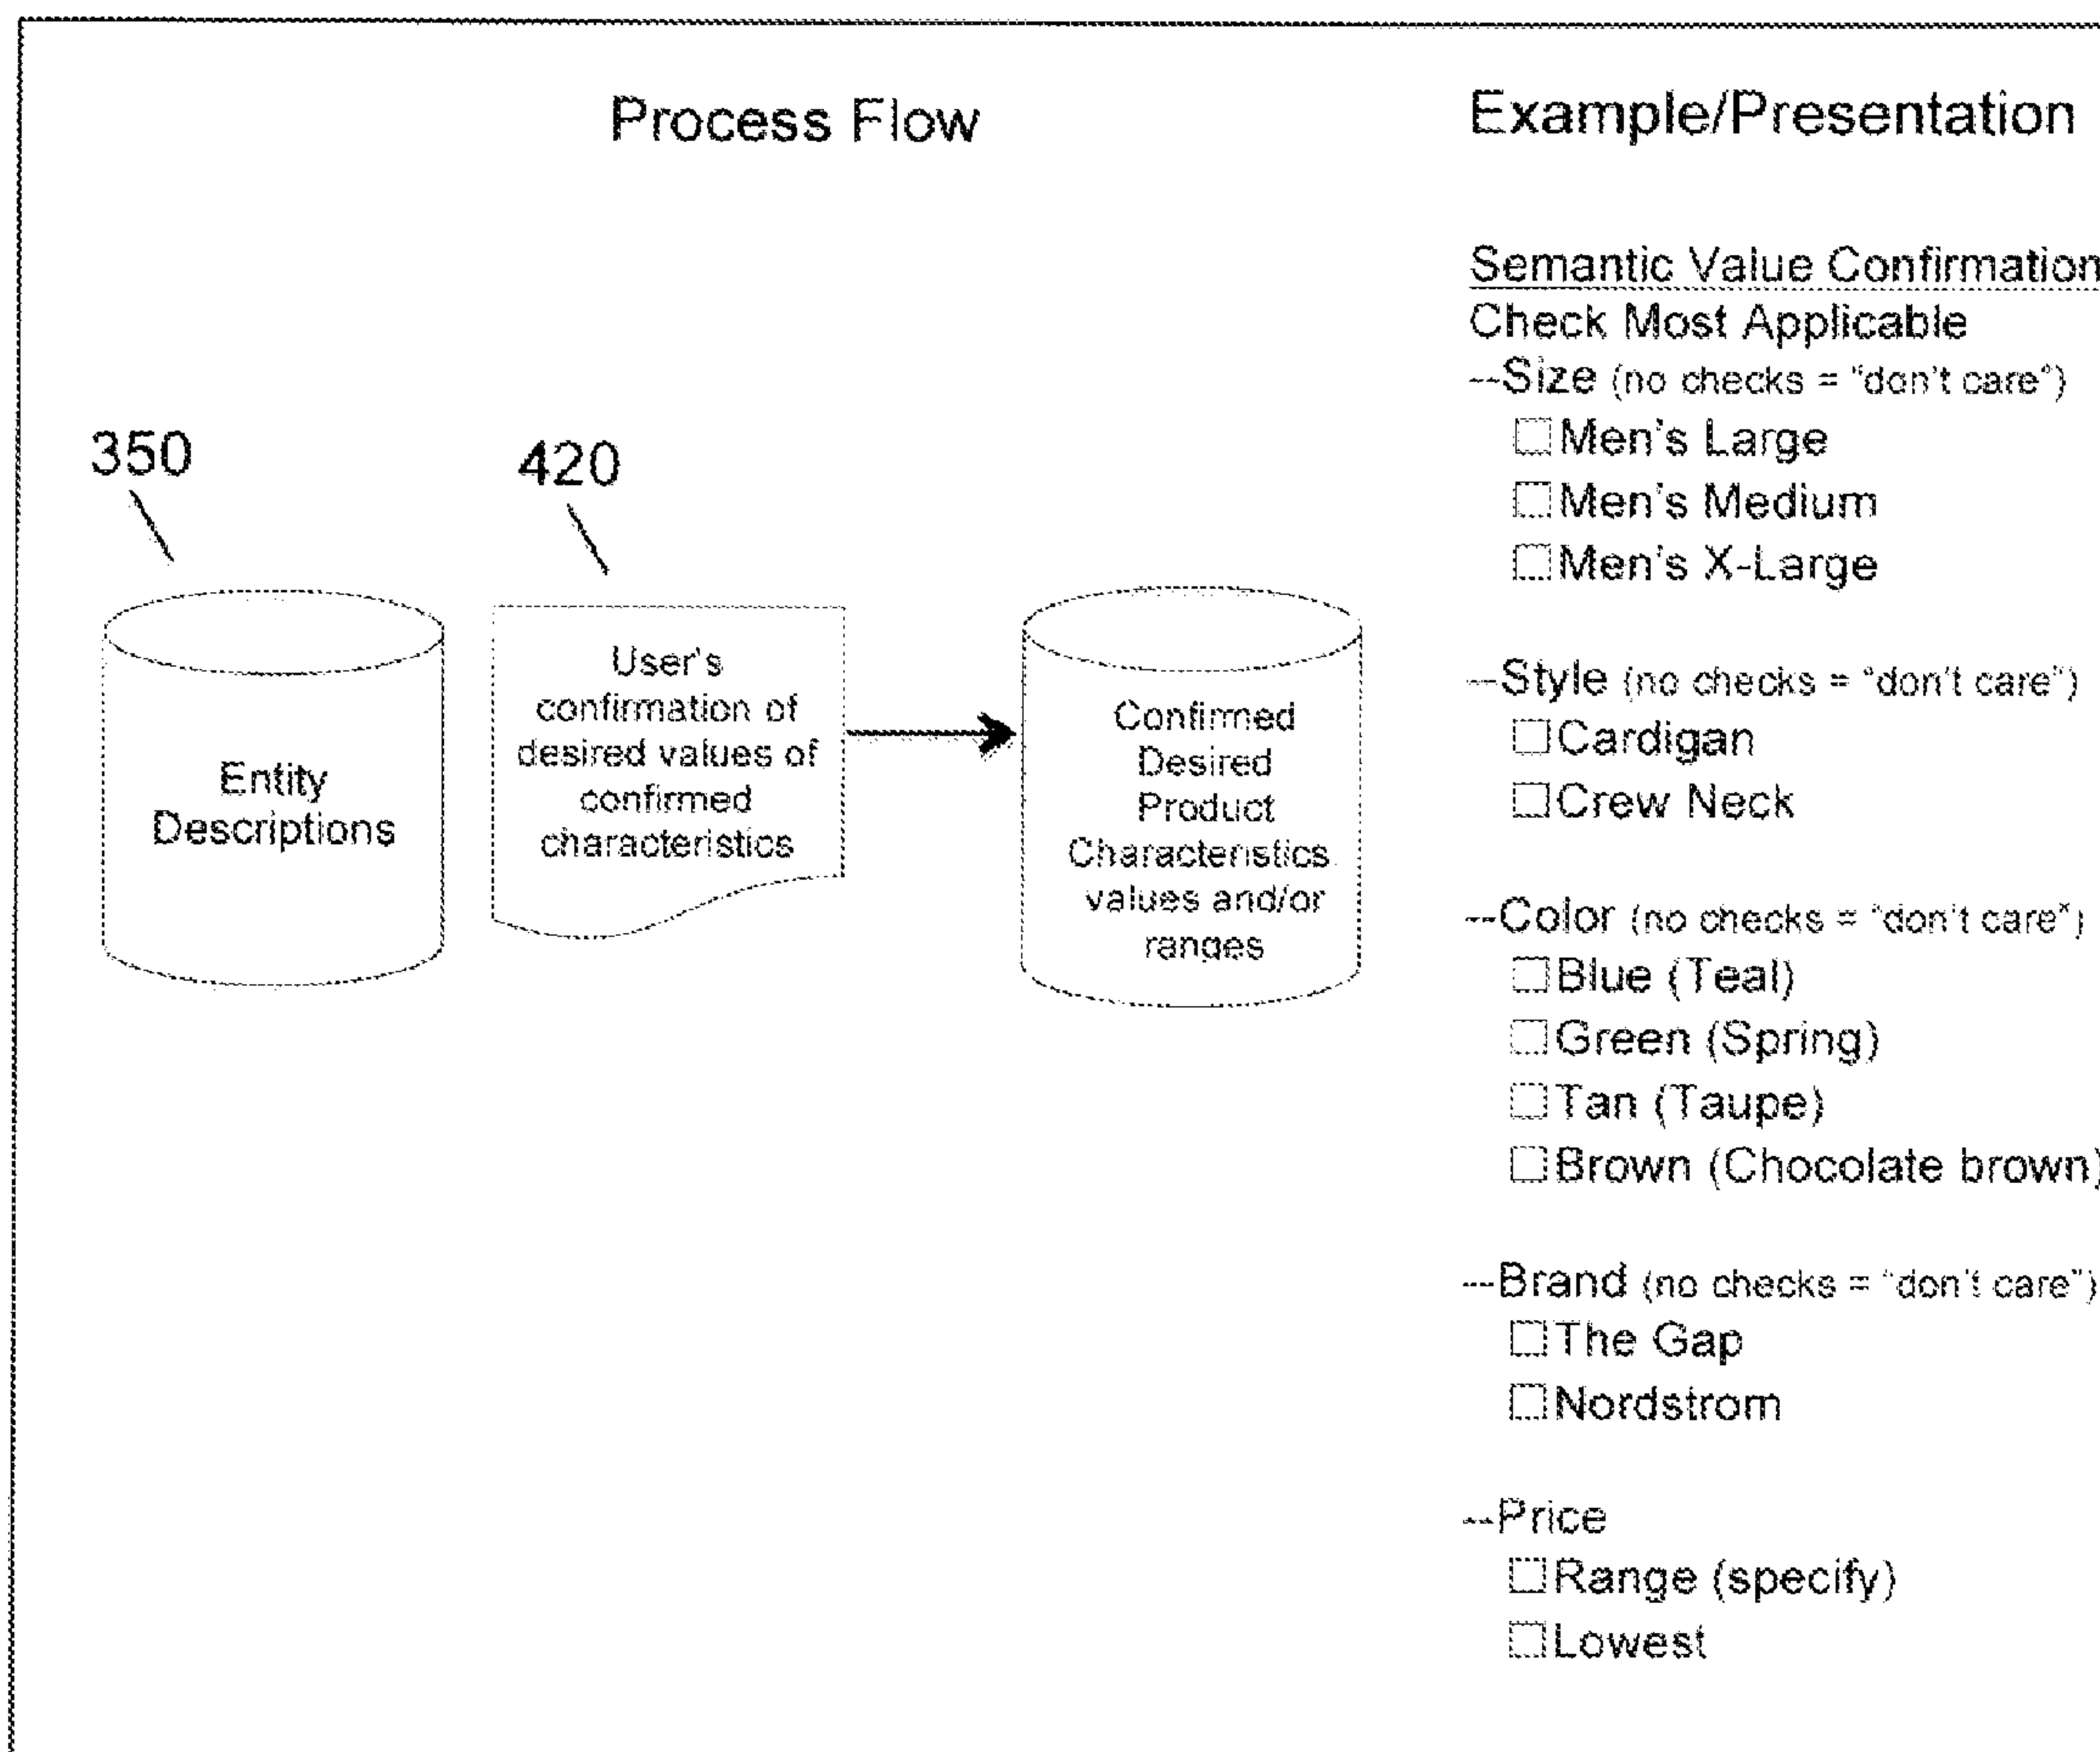 Process Flow
Example/Presentation
350
420
Entity
Descriptions
User's
confirmation of
desired values of
confirmed
characteristics
Confirmed
Desired
Product
Characteristics
values and/or
ranges
Semantic Value Confirmation
Check Most Applicable
--Size (no checks = "don't care")
Men's Large
Men's Medium
Men's X-Large
--Style (no checks = "don't care")
Cardigan
Crew Neck
--Color (no checks = "don't care")
Blue (Teal)
Green (Spring)
Tan (Taupe)
Brown (Chocolate brown)
--Brand (no checks = "don't care")
The Gap
Nordstrom
--Price
Range (specify)
Lowest